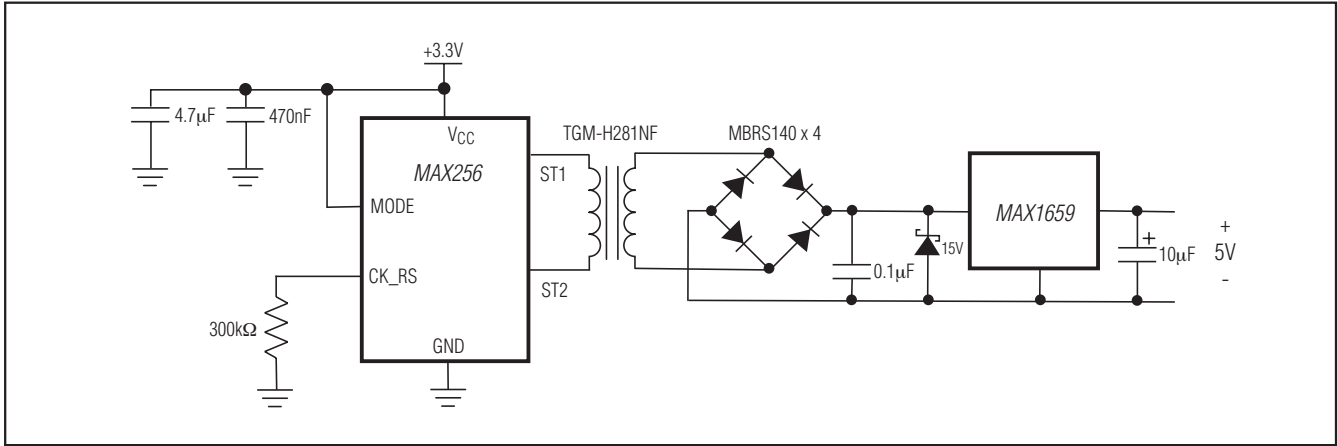 +3.3V
4.7µF
470nF
VCC
MAX256
MODE
CK_RS
GND
300kΩ
ST1
ST2
TGM-H281NF
MBRS140 x 4
0.1µF
15V
MAX1659
+
10µF
+
5V
-